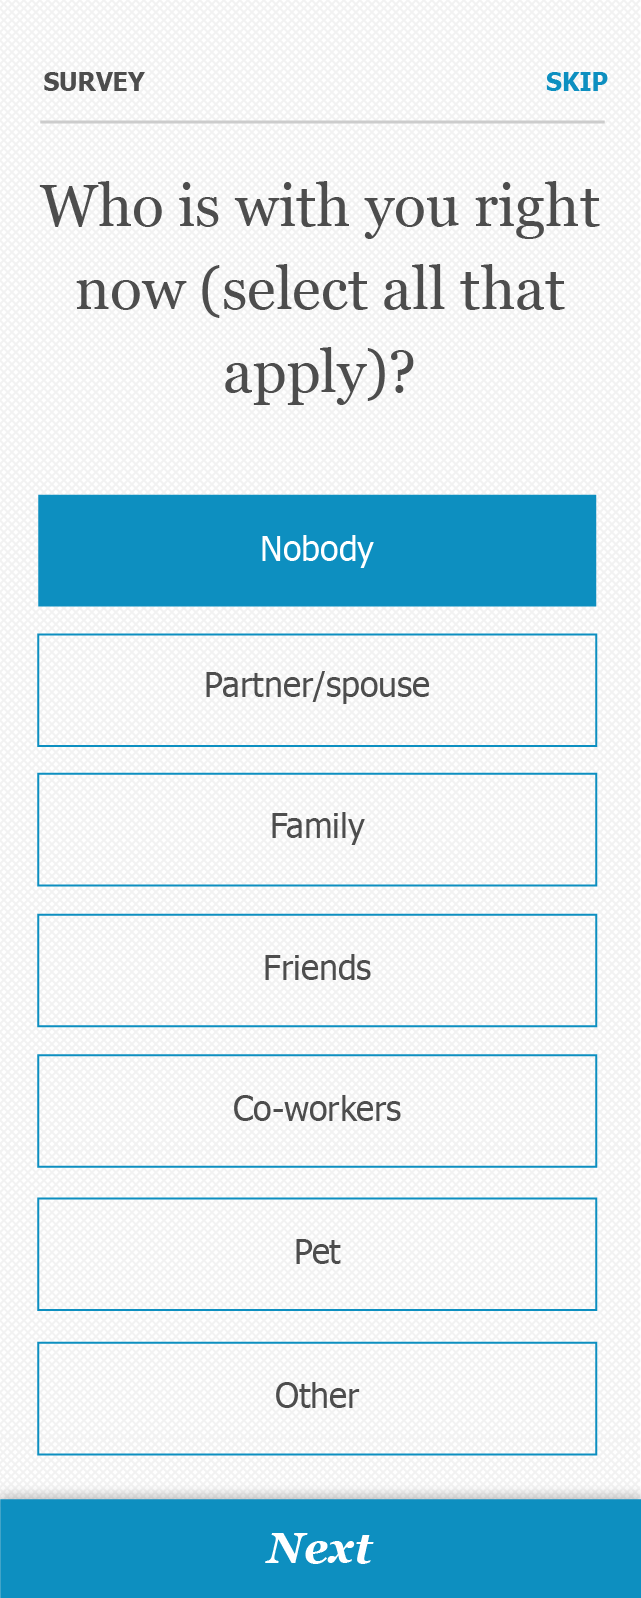 SURVEY SKIP
Who is with you right
now (select all that
apply)?
Nobody
Partner/spouse
Family
Friends
Co-workers
Pet
Other
Next